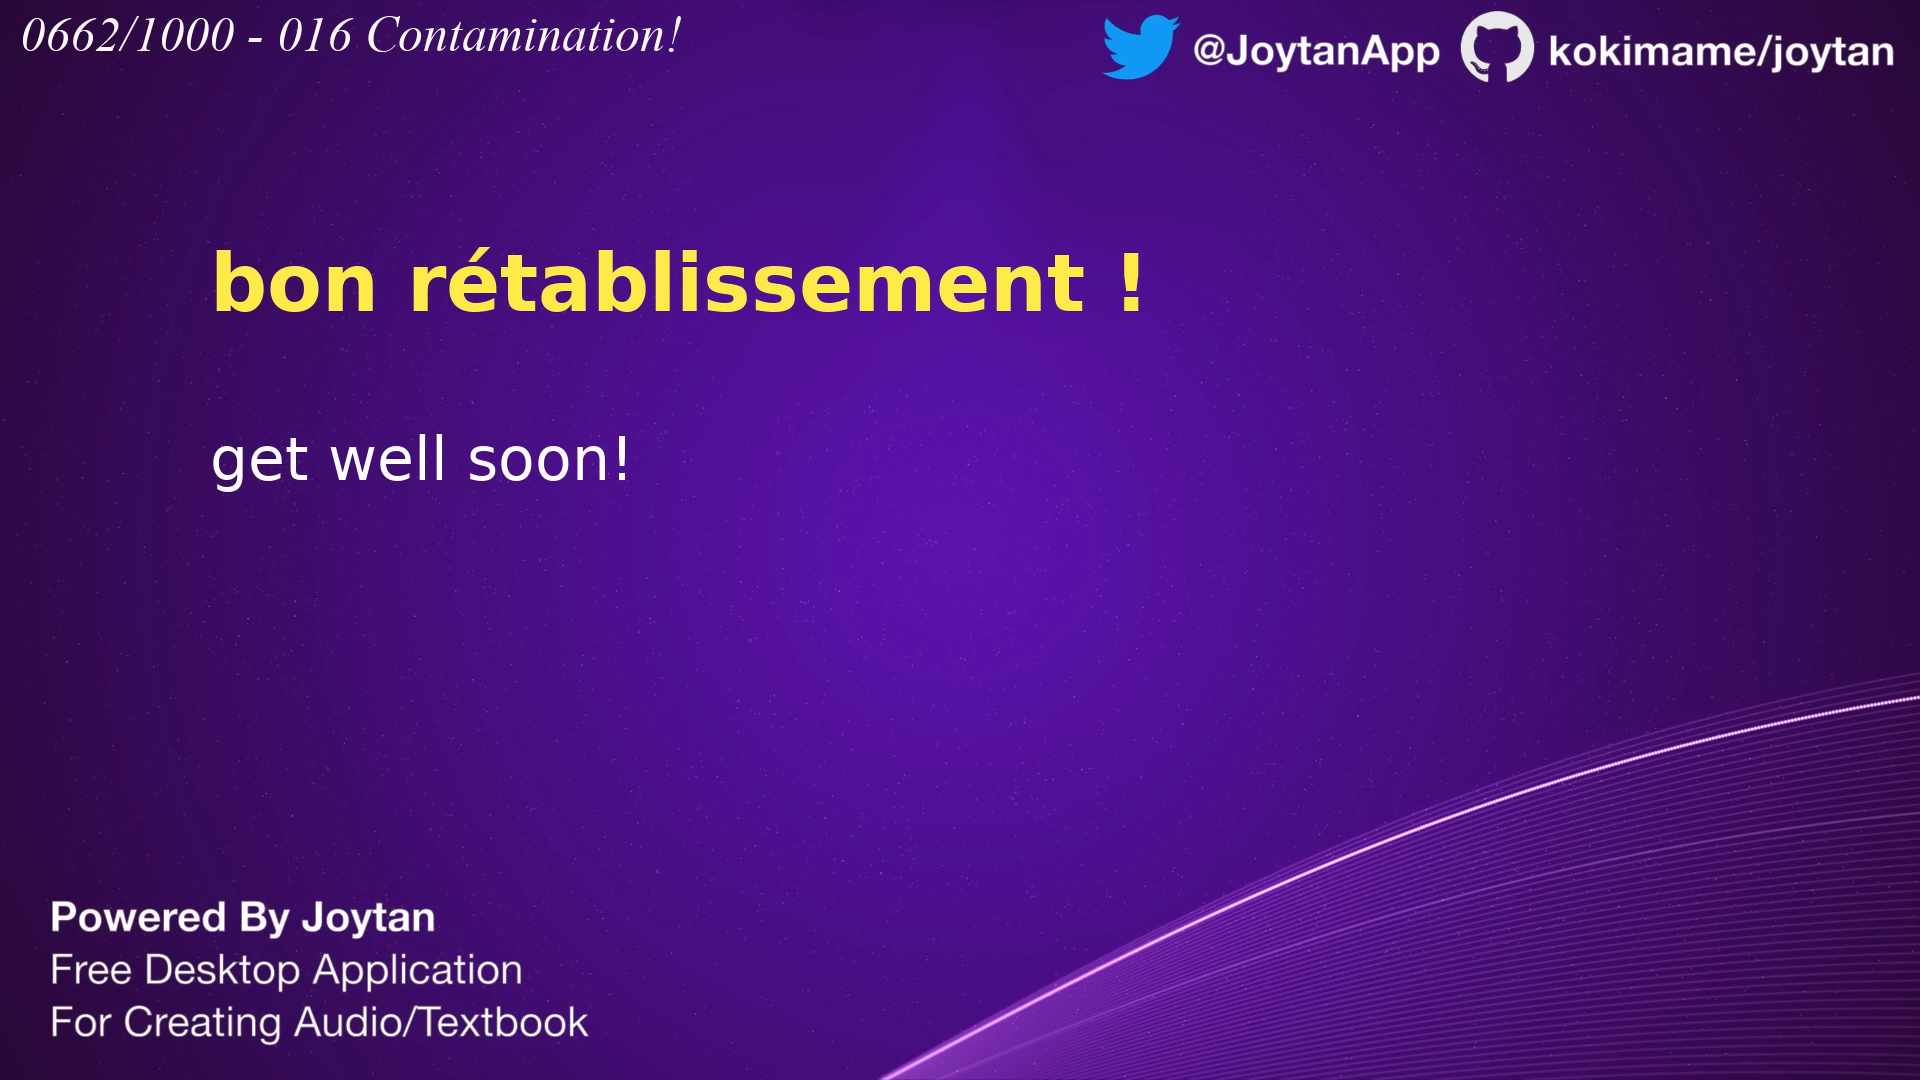 0662/1000 - 016 Contamination!
@JoytanApp
kokimame/joytan
bon rétablissement !
get well soon!
Powered By Joytan
Free Desktop Application
For Creating Audio/Textbook